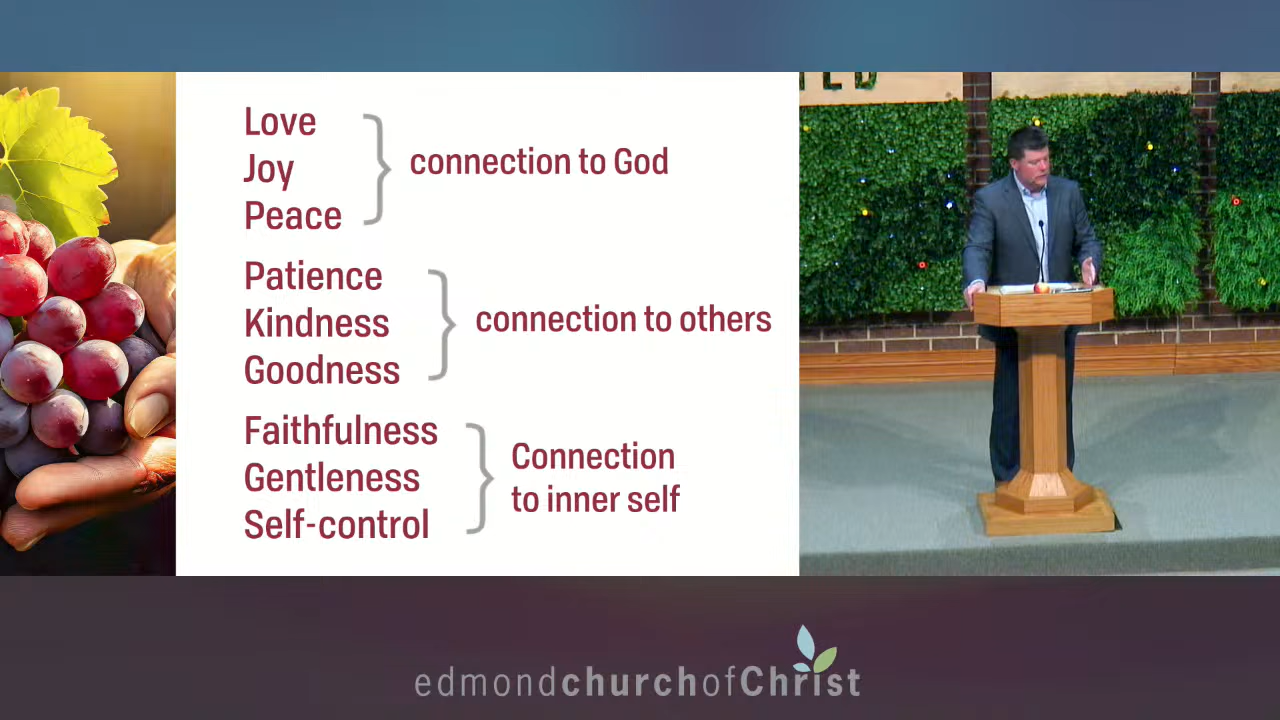 Love
Joy
Peace
connection to God
Patience
Kindness
Goodness
connection to others
Faithfulness
Gentleness
Self-control
Connection
to inner self
edmondchurchofChrist